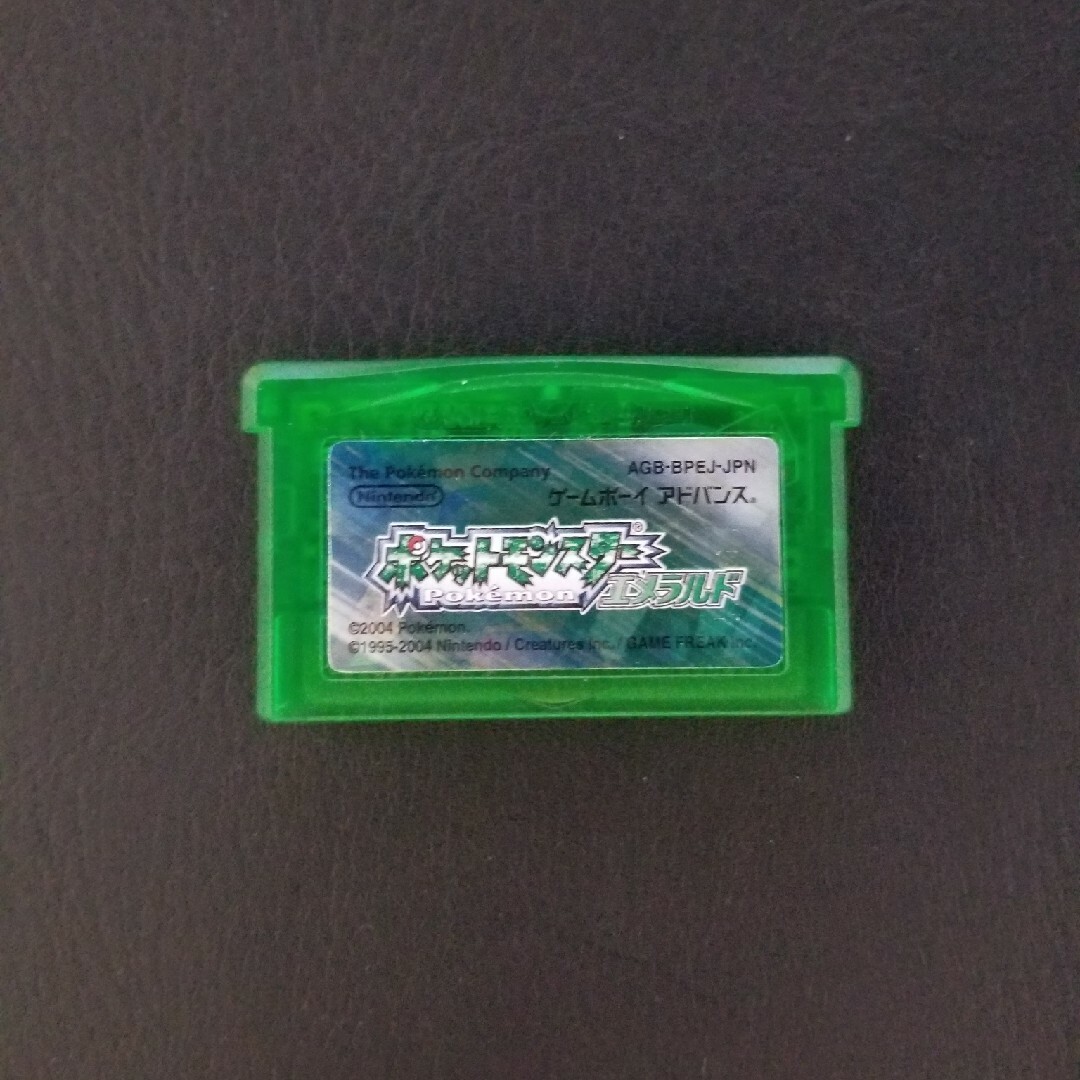 The Pokémon Company AGB-BPEJ-JPN
Nintendo ゲームボーイ アドバンス®
ポケットモンスター®
Pokémon エメラルド
©2004 Pokémon.
©1995-2004 Nintendo / Creatures inc. / GAME FREAK inc.